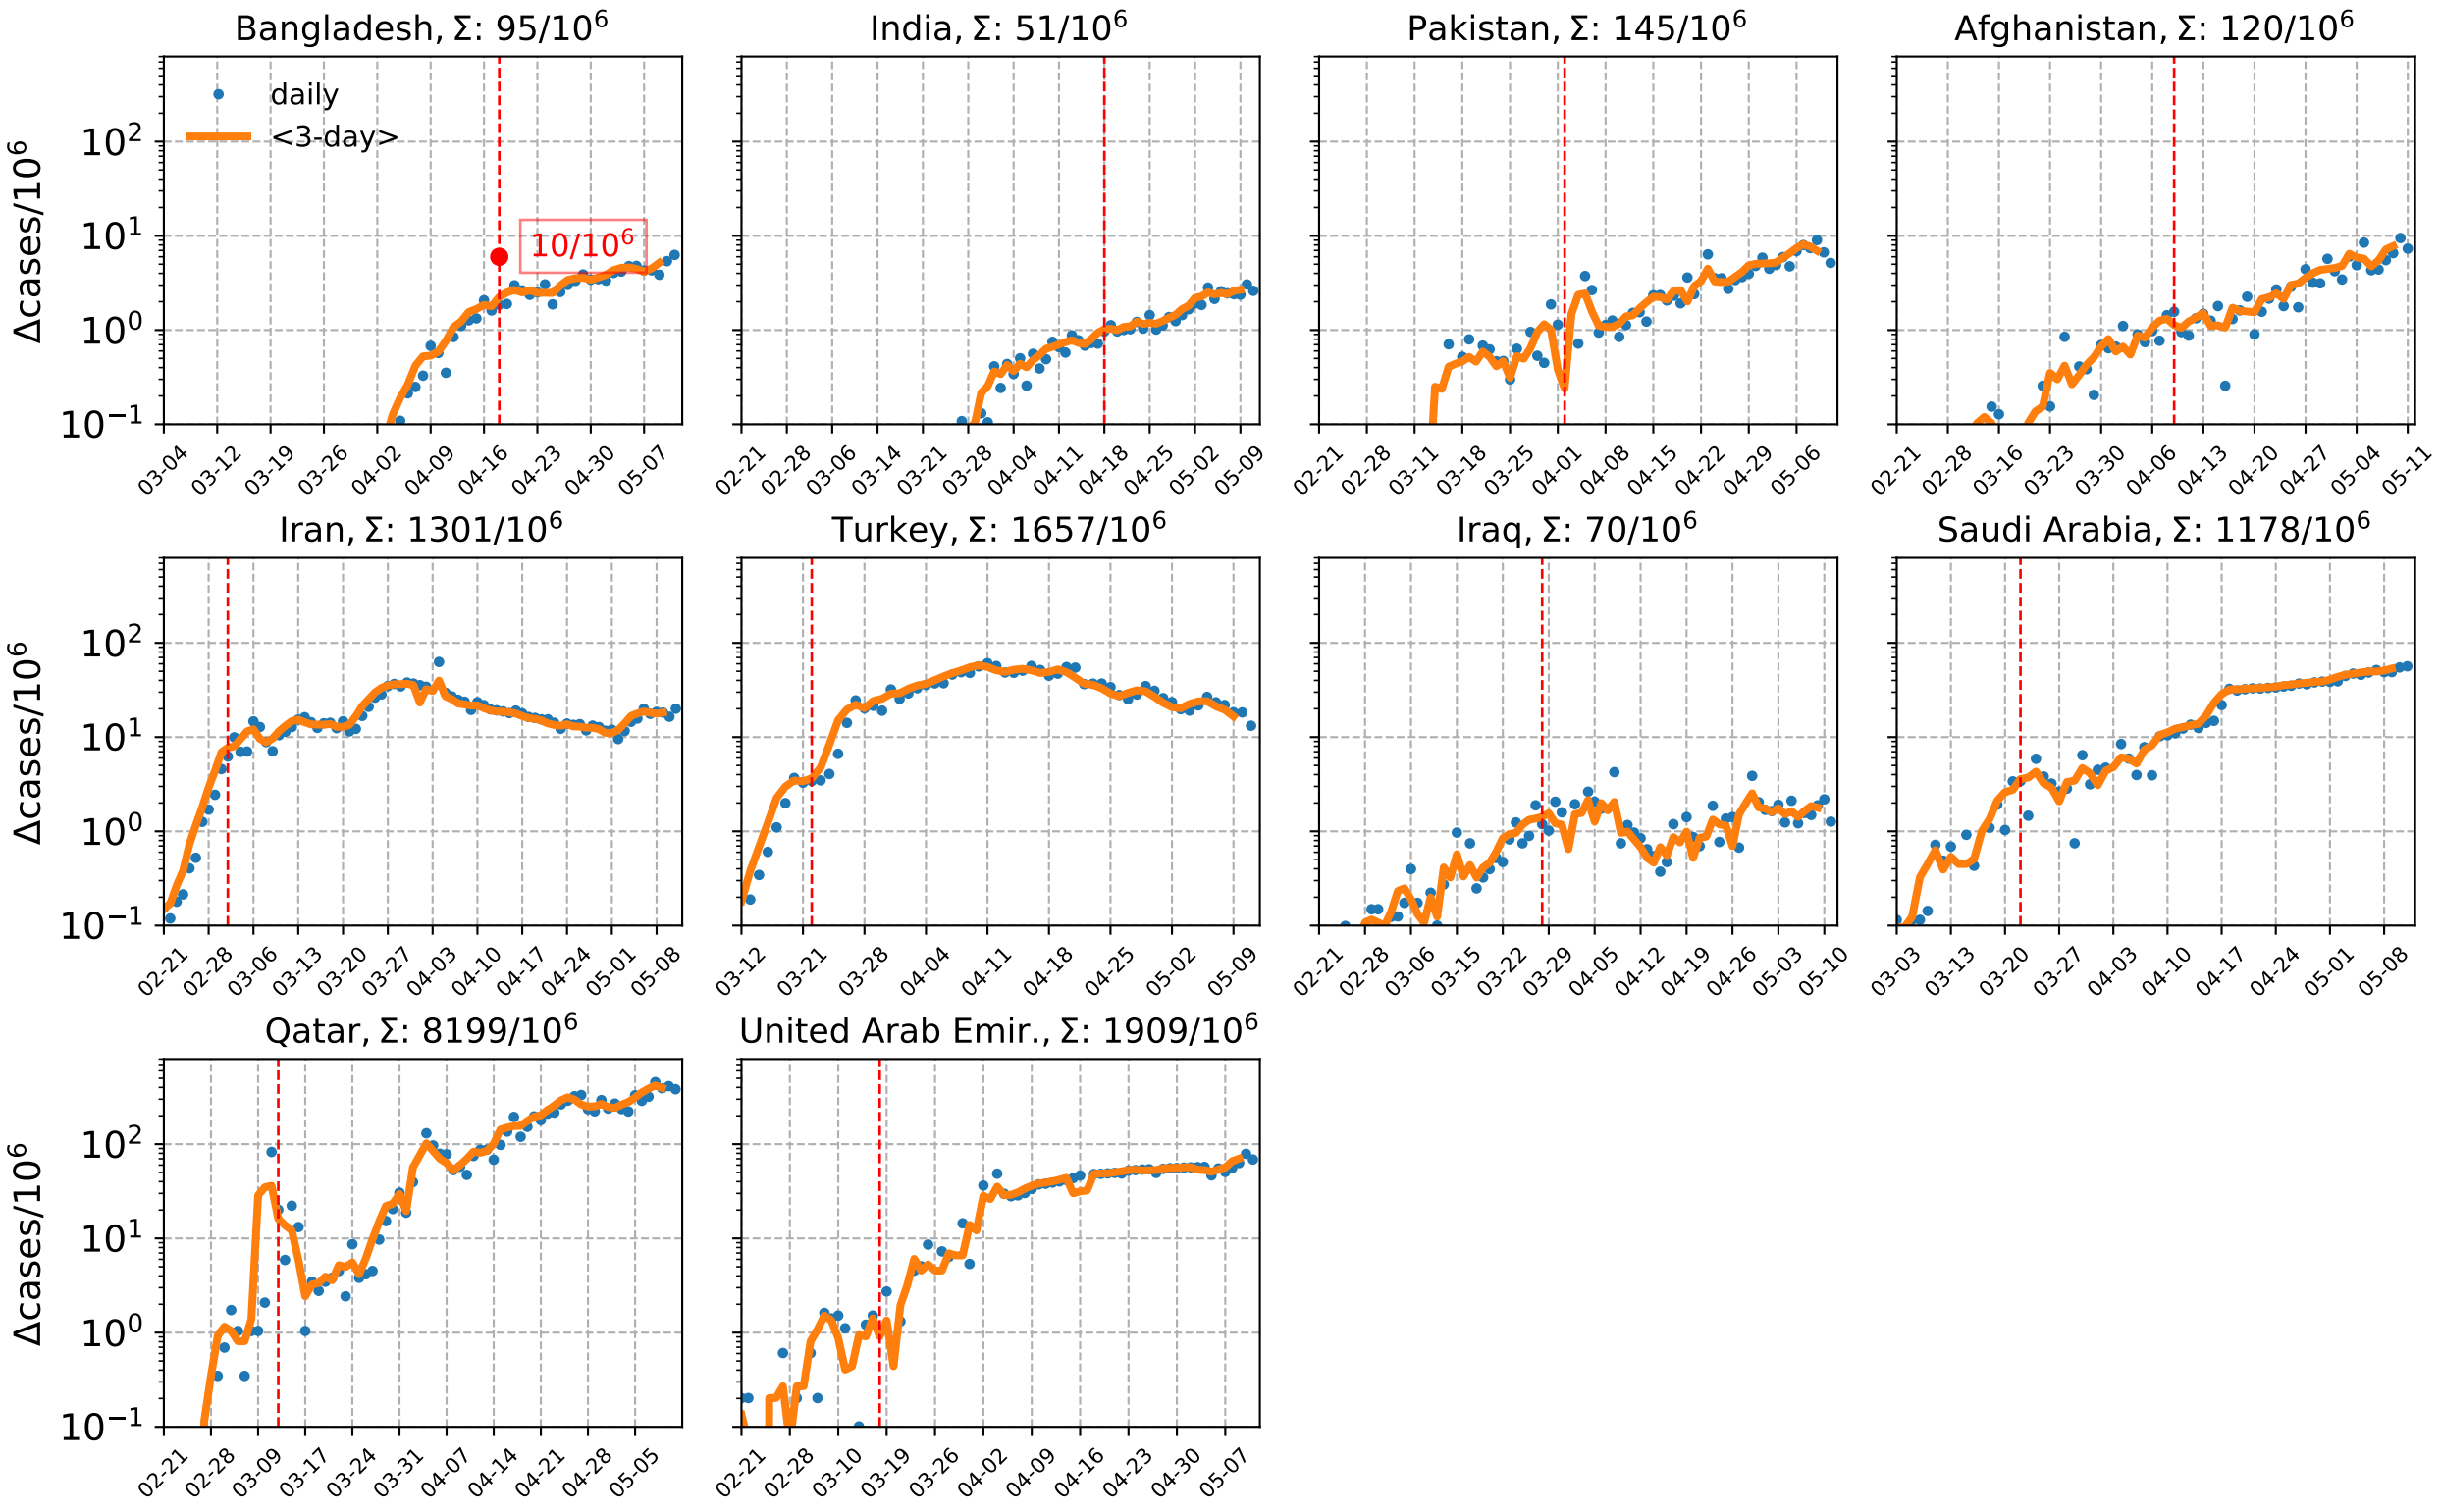 Bangladesh, Σ: 95/10⁶
India, Σ: 51/10⁶
Pakistan, Σ: 145/10⁶
Afghanistan, Σ: 120/10⁶
Δcases/10⁶
10²
10¹
10⁰
10⁻¹
daily
<3-day>
10/10⁶
03-04 03-12 03-19 03-26 04-02 04-09 04-16 04-23 04-30 05-07
02-21 02-28 03-06 03-14 03-21 03-28 04-04 04-11 04-18 04-25 05-02 05-09
02-21 02-28 03-11 03-18 03-25 04-01 04-08 04-15 04-22 04-29 05-06
02-21 02-28 03-16 03-23 03-30 04-06 04-13 04-20 04-27 05-04 05-11
Iran, Σ: 1301/10⁶
Turkey, Σ: 1657/10⁶
Iraq, Σ: 70/10⁶
Saudi Arabia, Σ: 1178/10⁶
Δcases/10⁶
10²
10¹
10⁰
10⁻¹
02-21 02-28 03-06 03-13 03-20 03-27 04-03 04-10 04-17 04-24 05-01 05-08
03-12 03-21 03-28 04-04 04-11 04-18 04-25 05-02 05-09
02-21 02-28 03-06 03-15 03-22 03-29 04-05 04-12 04-19 04-26 05-03 05-10
03-03 03-13 03-20 03-27 04-03 04-10 04-17 04-24 05-01 05-08
Qatar, Σ: 8199/10⁶
United Arab Emir., Σ: 1909/10⁶
Δcases/10⁶
10²
10¹
10⁰
10⁻¹
02-21 02-28 03-09 03-17 03-24 03-31 04-07 04-14 04-21 04-28 05-05
02-21 02-28 03-10 03-19 03-26 04-02 04-09 04-16 04-23 04-30 05-07